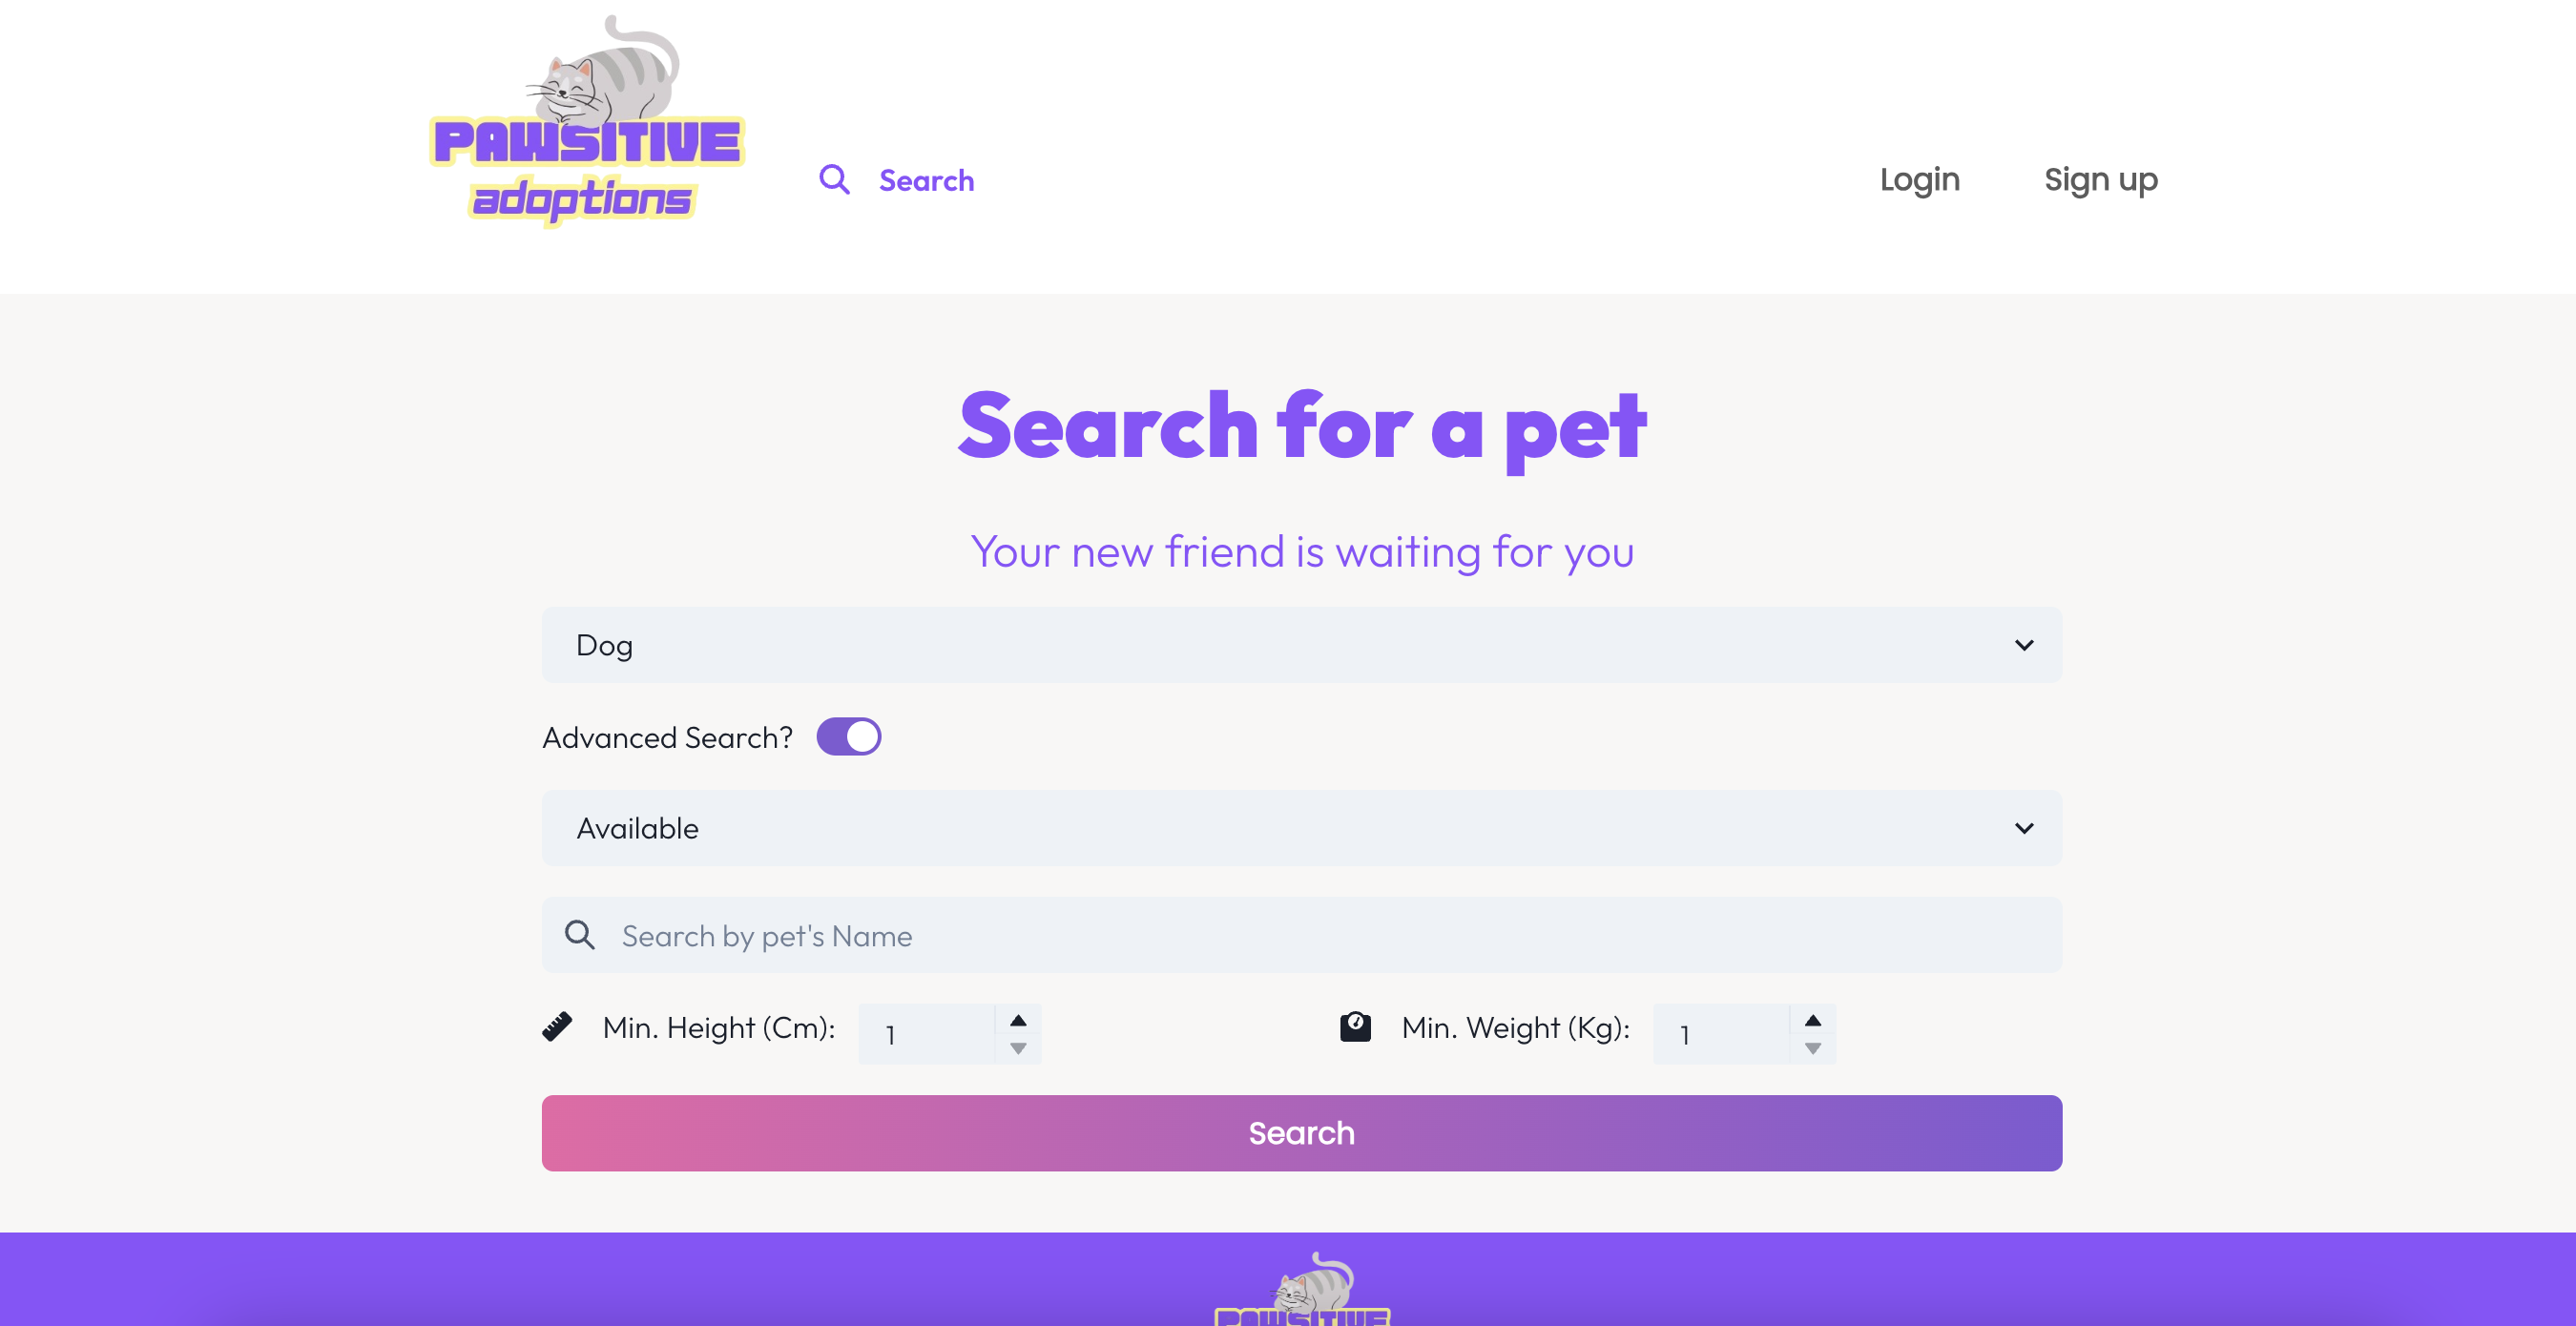 PAWSITIVE
adoptions
Search
Login
Sign up
Search for a pet
Your new friend is waiting for you
Dog
Advanced Search?
Available
Search by pet's Name
Min. Height (Cm): 1
Min. Weight (Kg): 1
Search
PAWSITIVE